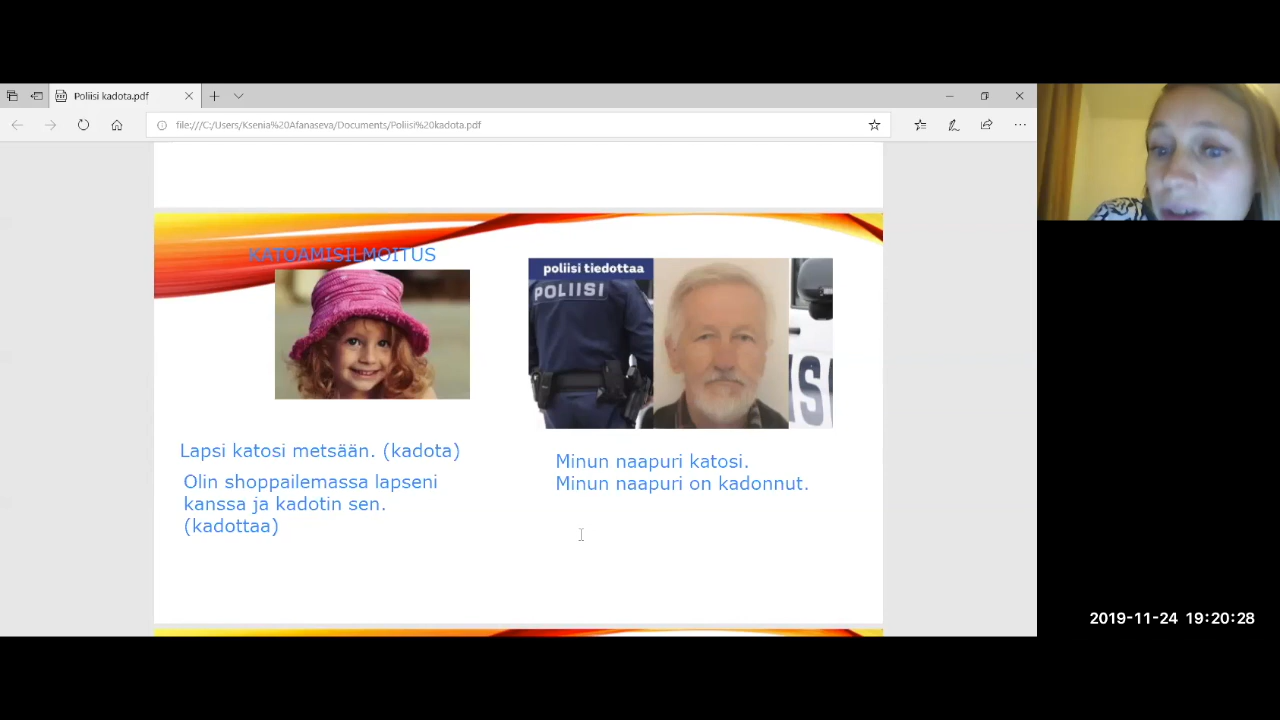 Poliisi kadota.pdf
file:///C:/Users/Ksenia%20Afanaseva/Documents/Poliisi%20kadota.pdf
KATOAMISILMOITUS
poliisi tiedottaa
POLIISI
IS
Lapsi katosi metsään. (kadota)
Olin shoppailemassa lapseni
kanssa ja kadotin sen.
(kadottaa)
Minun naapuri katosi.
Minun naapuri on kadonnut.
2019-11-24 19:20:28